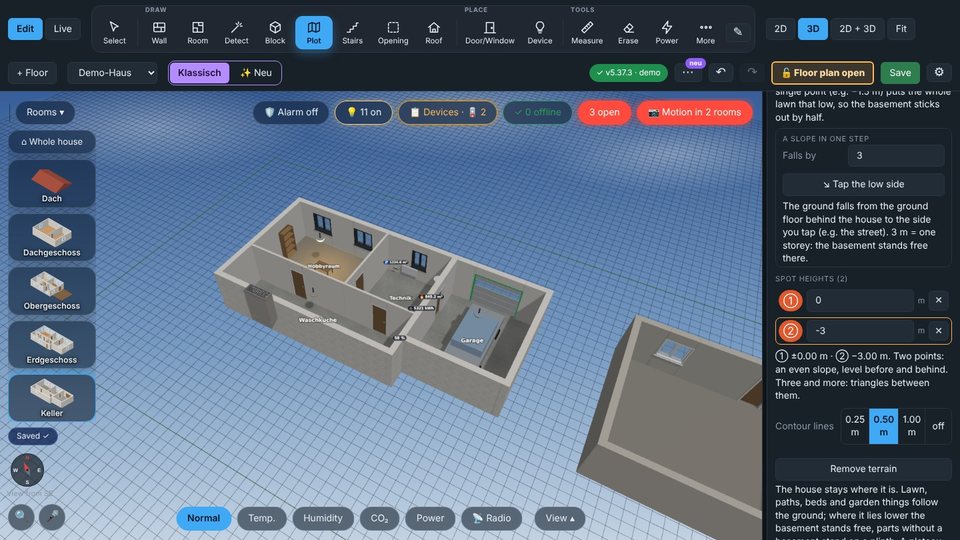 DRAW
PLACE
TOOLS
Edit
Live
Select
Wall
Room
Detect
Block
Plot
Stairs
Opening
Roof
Door/Window
Device
Measure
Erase
Power
More
2D
3D
2D + 3D
Fit
+ Floor
Demo-Haus
Klassisch
✨ Neu
✓ v5.37.3 · demo
neu
Floor plan open
Save
Rooms ▾
Alarm off
11 on
Devices · 2
✓ 0 offline
3 open
Motion in 2 rooms
⌂ Whole house
Dach
Dachgeschoss
Obergeschoss
Erdgeschoss
Keller
Saved ✓
N
W
E
S
Hobbyraum
Technik
Waschküche
Garage
single point (e.g. −1.5 m) puts the whole
lawn that low, so the basement sticks
out by half.
A SLOPE IN ONE STEP
Falls by
3
↘ Tap the low side
The ground falls from the ground
floor behind the house to the side
you tap (e.g. the street). 3 m = one
storey: the basement stands free
there.
SPOT HEIGHTS (2)
① 0 m ✕
② -3 m ✕
① ±0.00 m · ② −3.00 m. Two points:
an even slope, level before and behind.
Three and more: triangles between
them.
Contour lines
0.25 m
0.50 m
1.00 m
off
Remove terrain
The house stays where it is. Lawn,
paths, beds and garden things follow
the ground; where it lies lower the
basement stands free, parts without a
Normal
Temp.
Humidity
CO₂
Power
Radio
View ▴